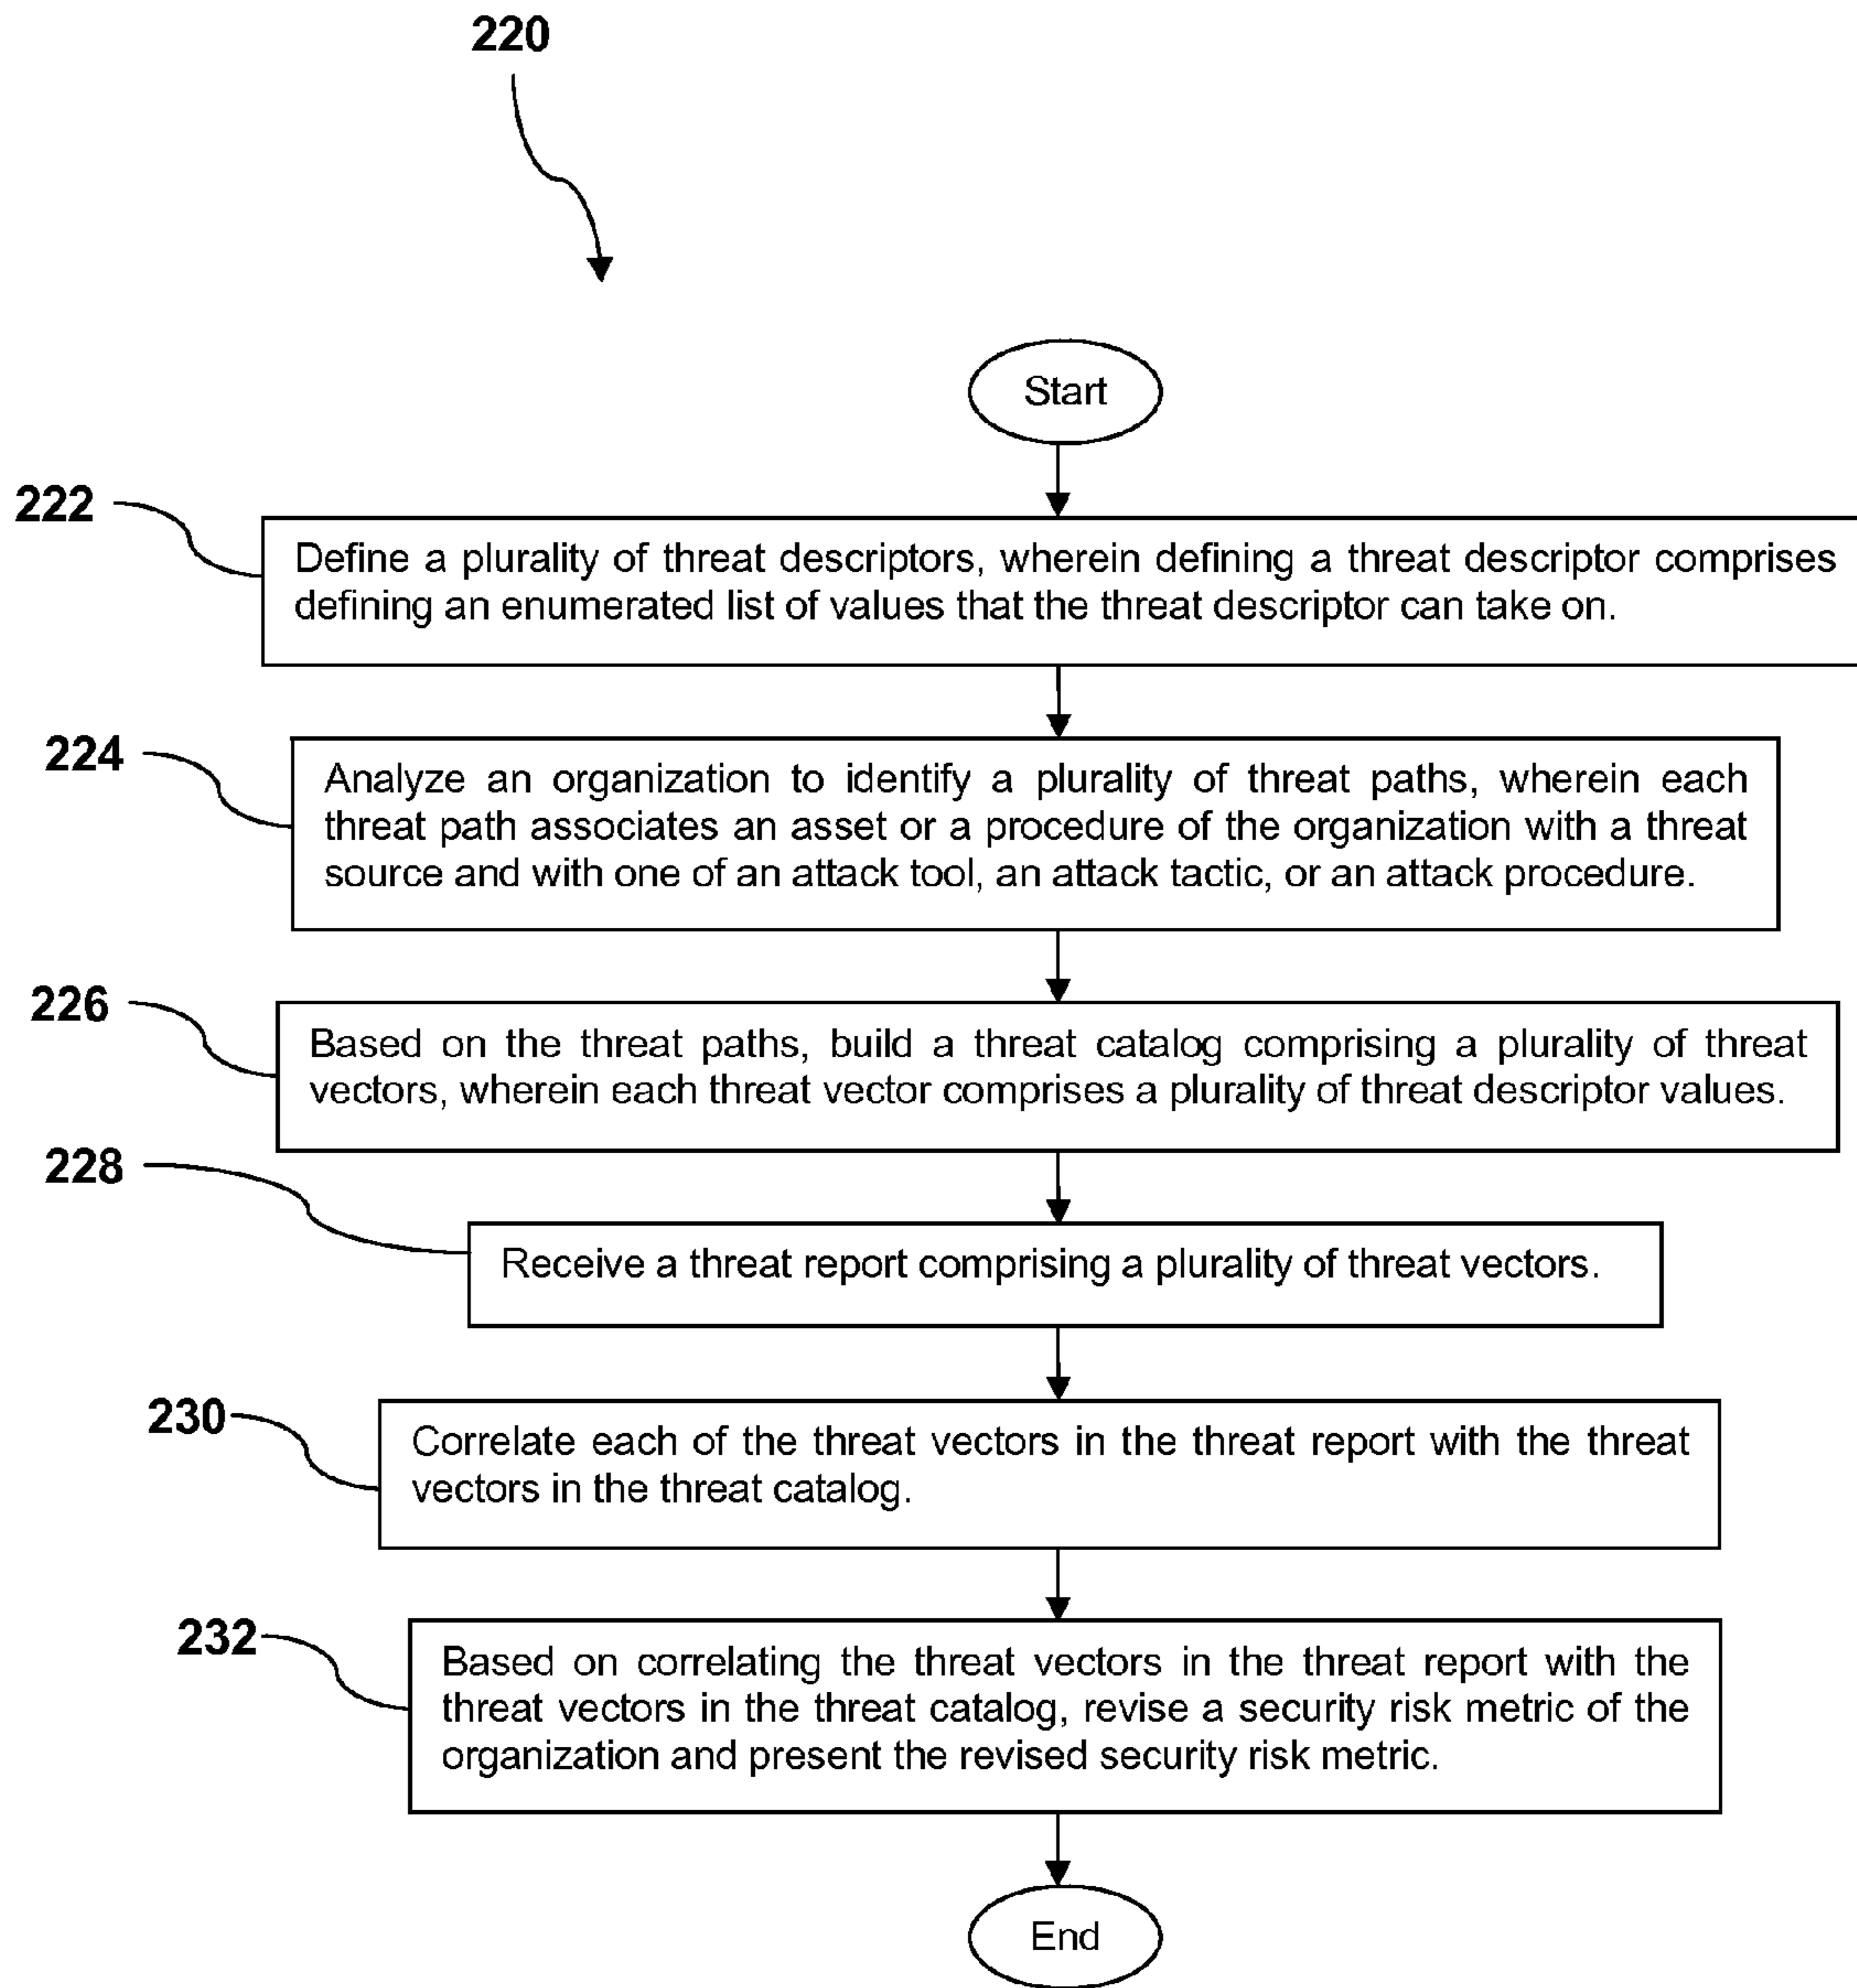 220
Start
222
Define a plurality of threat descriptors, wherein defining a threat descriptor comprises
defining an enumerated list of values that the threat descriptor can take on.
224
Analyze an organization to identify a plurality of threat paths, wherein each
threat path associates an asset or a procedure of the organization with a threat
source and with one of an attack tool, an attack tactic, or an attack procedure.
226
Based on the threat paths, build a threat catalog comprising a plurality of threat
vectors, wherein each threat vector comprises a plurality of threat descriptor values.
228
Receive a threat report comprising a plurality of threat vectors.
230
Correlate each of the threat vectors in the threat report with the threat
vectors in the threat catalog.
232
Based on correlating the threat vectors in the threat report with the
threat vectors in the threat catalog, revise a security risk metric of the
organization and present the revised security risk metric.
End